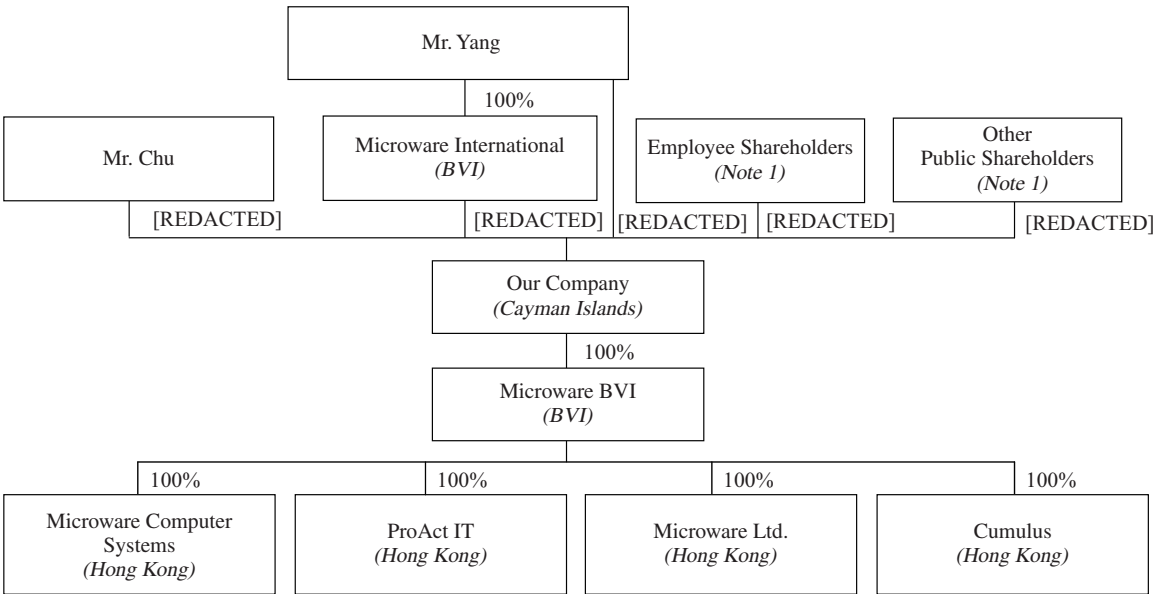 Mr. Yang
100%
Mr. Chu
Microware International
(BVI)
Employee Shareholders
(Note 1)
Other
Public Shareholders
(Note 1)
[REDACTED]
[REDACTED]
[REDACTED]
[REDACTED]
[REDACTED]
Our Company
(Cayman Islands)
100%
Microware BVI
(BVI)
100%
100%
100%
100%
Microware Computer
Systems
(Hong Kong)
ProAct IT
(Hong Kong)
Microware Ltd.
(Hong Kong)
Cumulus
(Hong Kong)